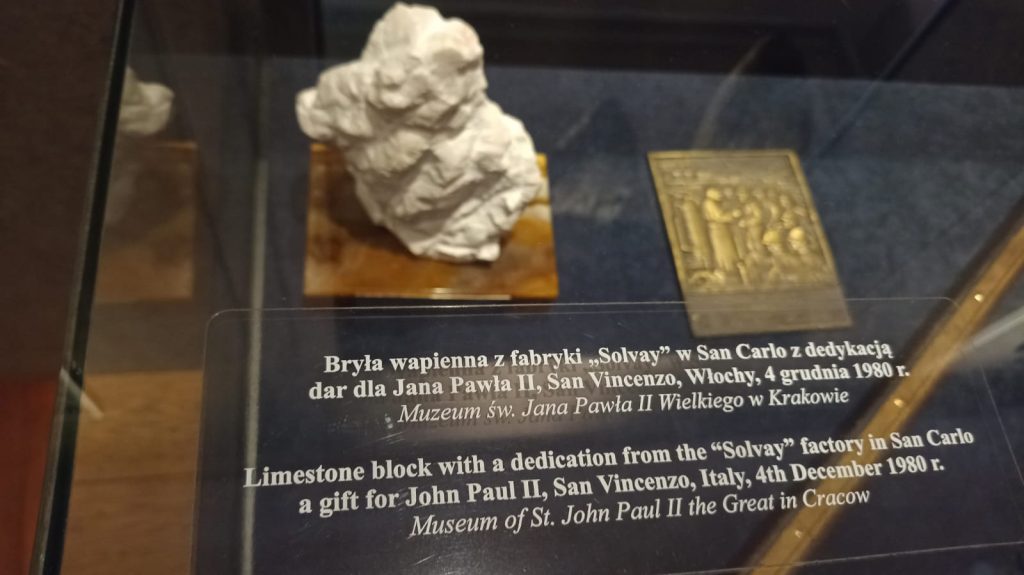 Bryła wapienna z fabryki „Solvay” w San Carlo z dedykacją
dar dla Jana Pawła II, San Vincenzo, Włochy, 4 grudnia 1980 r.
Muzeum św. Jana Pawła II Wielkiego w Krakowie
Limestone block with a dedication from the “Solvay” factory in San Carlo
a gift for John Paul II, San Vincenzo, Italy, 4th December 1980 r.
Museum of St. John Paul II the Great in Cracow